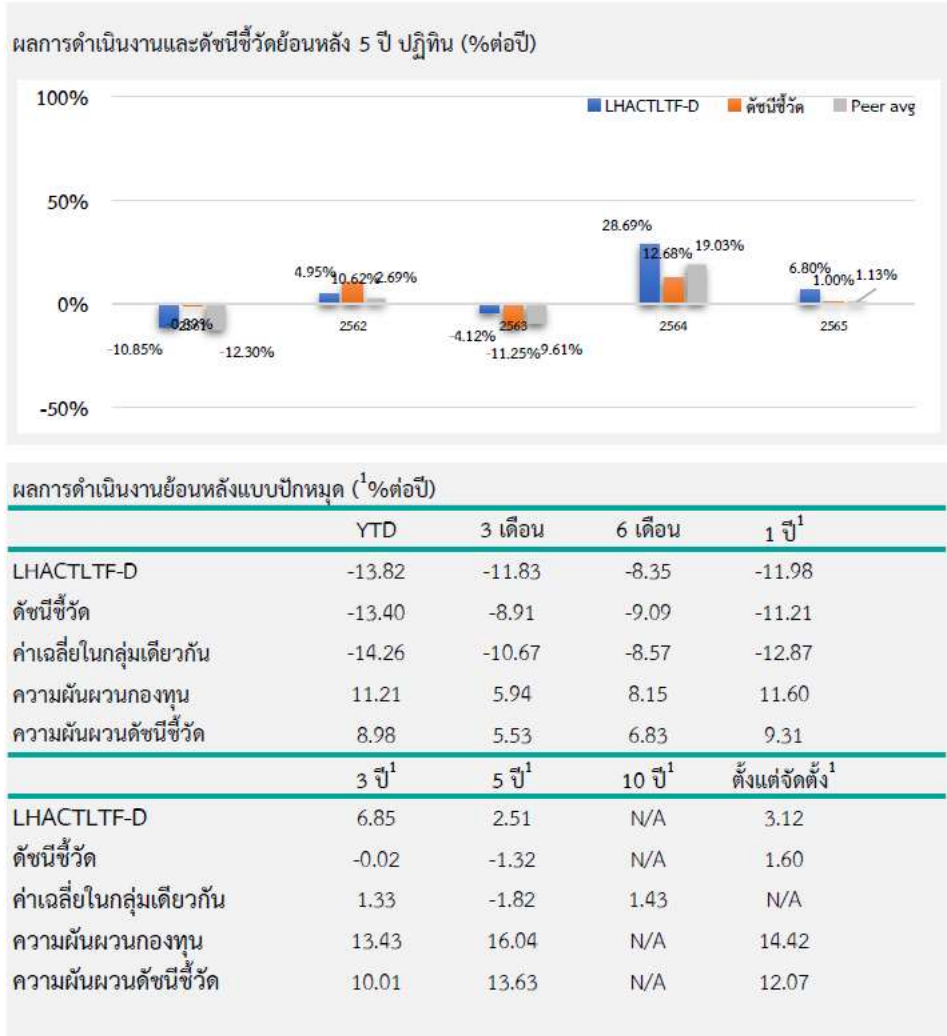 ผลการดำเนินงานและดัชนีชี้วัดย้อนหลัง 5 ปี ปฏิทิน (%ต่อปี)
100%
LHACTLTF-D ดัชนีชี้วัด Peer avg
50%
28.69%
12.68% 19.03%
4.95% 10.62% 2.69%
6.80% 1.00% 1.13%
0%
2561 2562 2563 2564 2565
-10.85% -12.30% -4.12% -11.25% 9.61%
-50%
ผลการดำเนินงานย้อนหลังแบบปักหมุด (¹%ต่อปี)
YTD 3 เดือน 6 เดือน 1 ปี¹
LHACTLTF-D -13.82 -11.83 -8.35 -11.98
ดัชนีชี้วัด -13.40 -8.91 -9.09 -11.21
ค่าเฉลี่ยในกลุ่มเดียวกัน -14.26 -10.67 -8.57 -12.87
ความผันผวนกองทุน 11.21 5.94 8.15 11.60
ความผันผวนดัชนีชี้วัด 8.98 5.53 6.83 9.31
3 ปี¹ 5 ปี¹ 10 ปี¹ ตั้งแต่จัดตั้ง¹
LHACTLTF-D 6.85 2.51 N/A 3.12
ดัชนีชี้วัด -0.02 -1.32 N/A 1.60
ค่าเฉลี่ยในกลุ่มเดียวกัน 1.33 -1.82 1.43 N/A
ความผันผวนกองทุน 13.43 16.04 N/A 14.42
ความผันผวนดัชนีชี้วัด 10.01 13.63 N/A 12.07